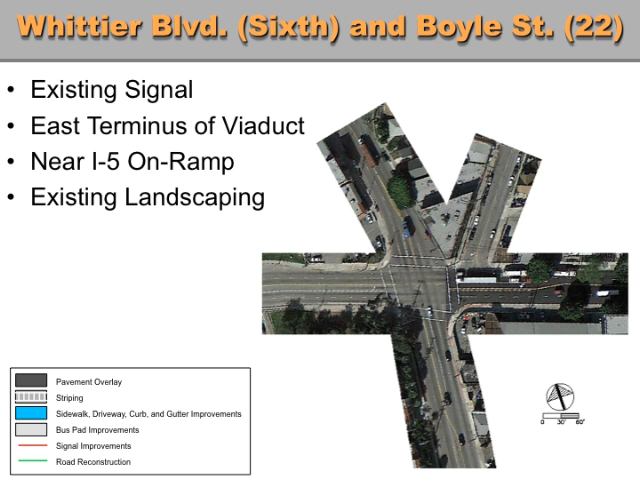 Whittier Blvd. (Sixth) and Boyle St. (22)
• Existing Signal
• East Terminus of Viaduct
• Near I-5 On-Ramp
• Existing Landscaping
Pavement Overlay
Striping
Sidewalk, Driveway, Curb, and Gutter Improvements
Bus Pad Improvements
Signal Improvements
Road Reconstruction
0 30' 60'